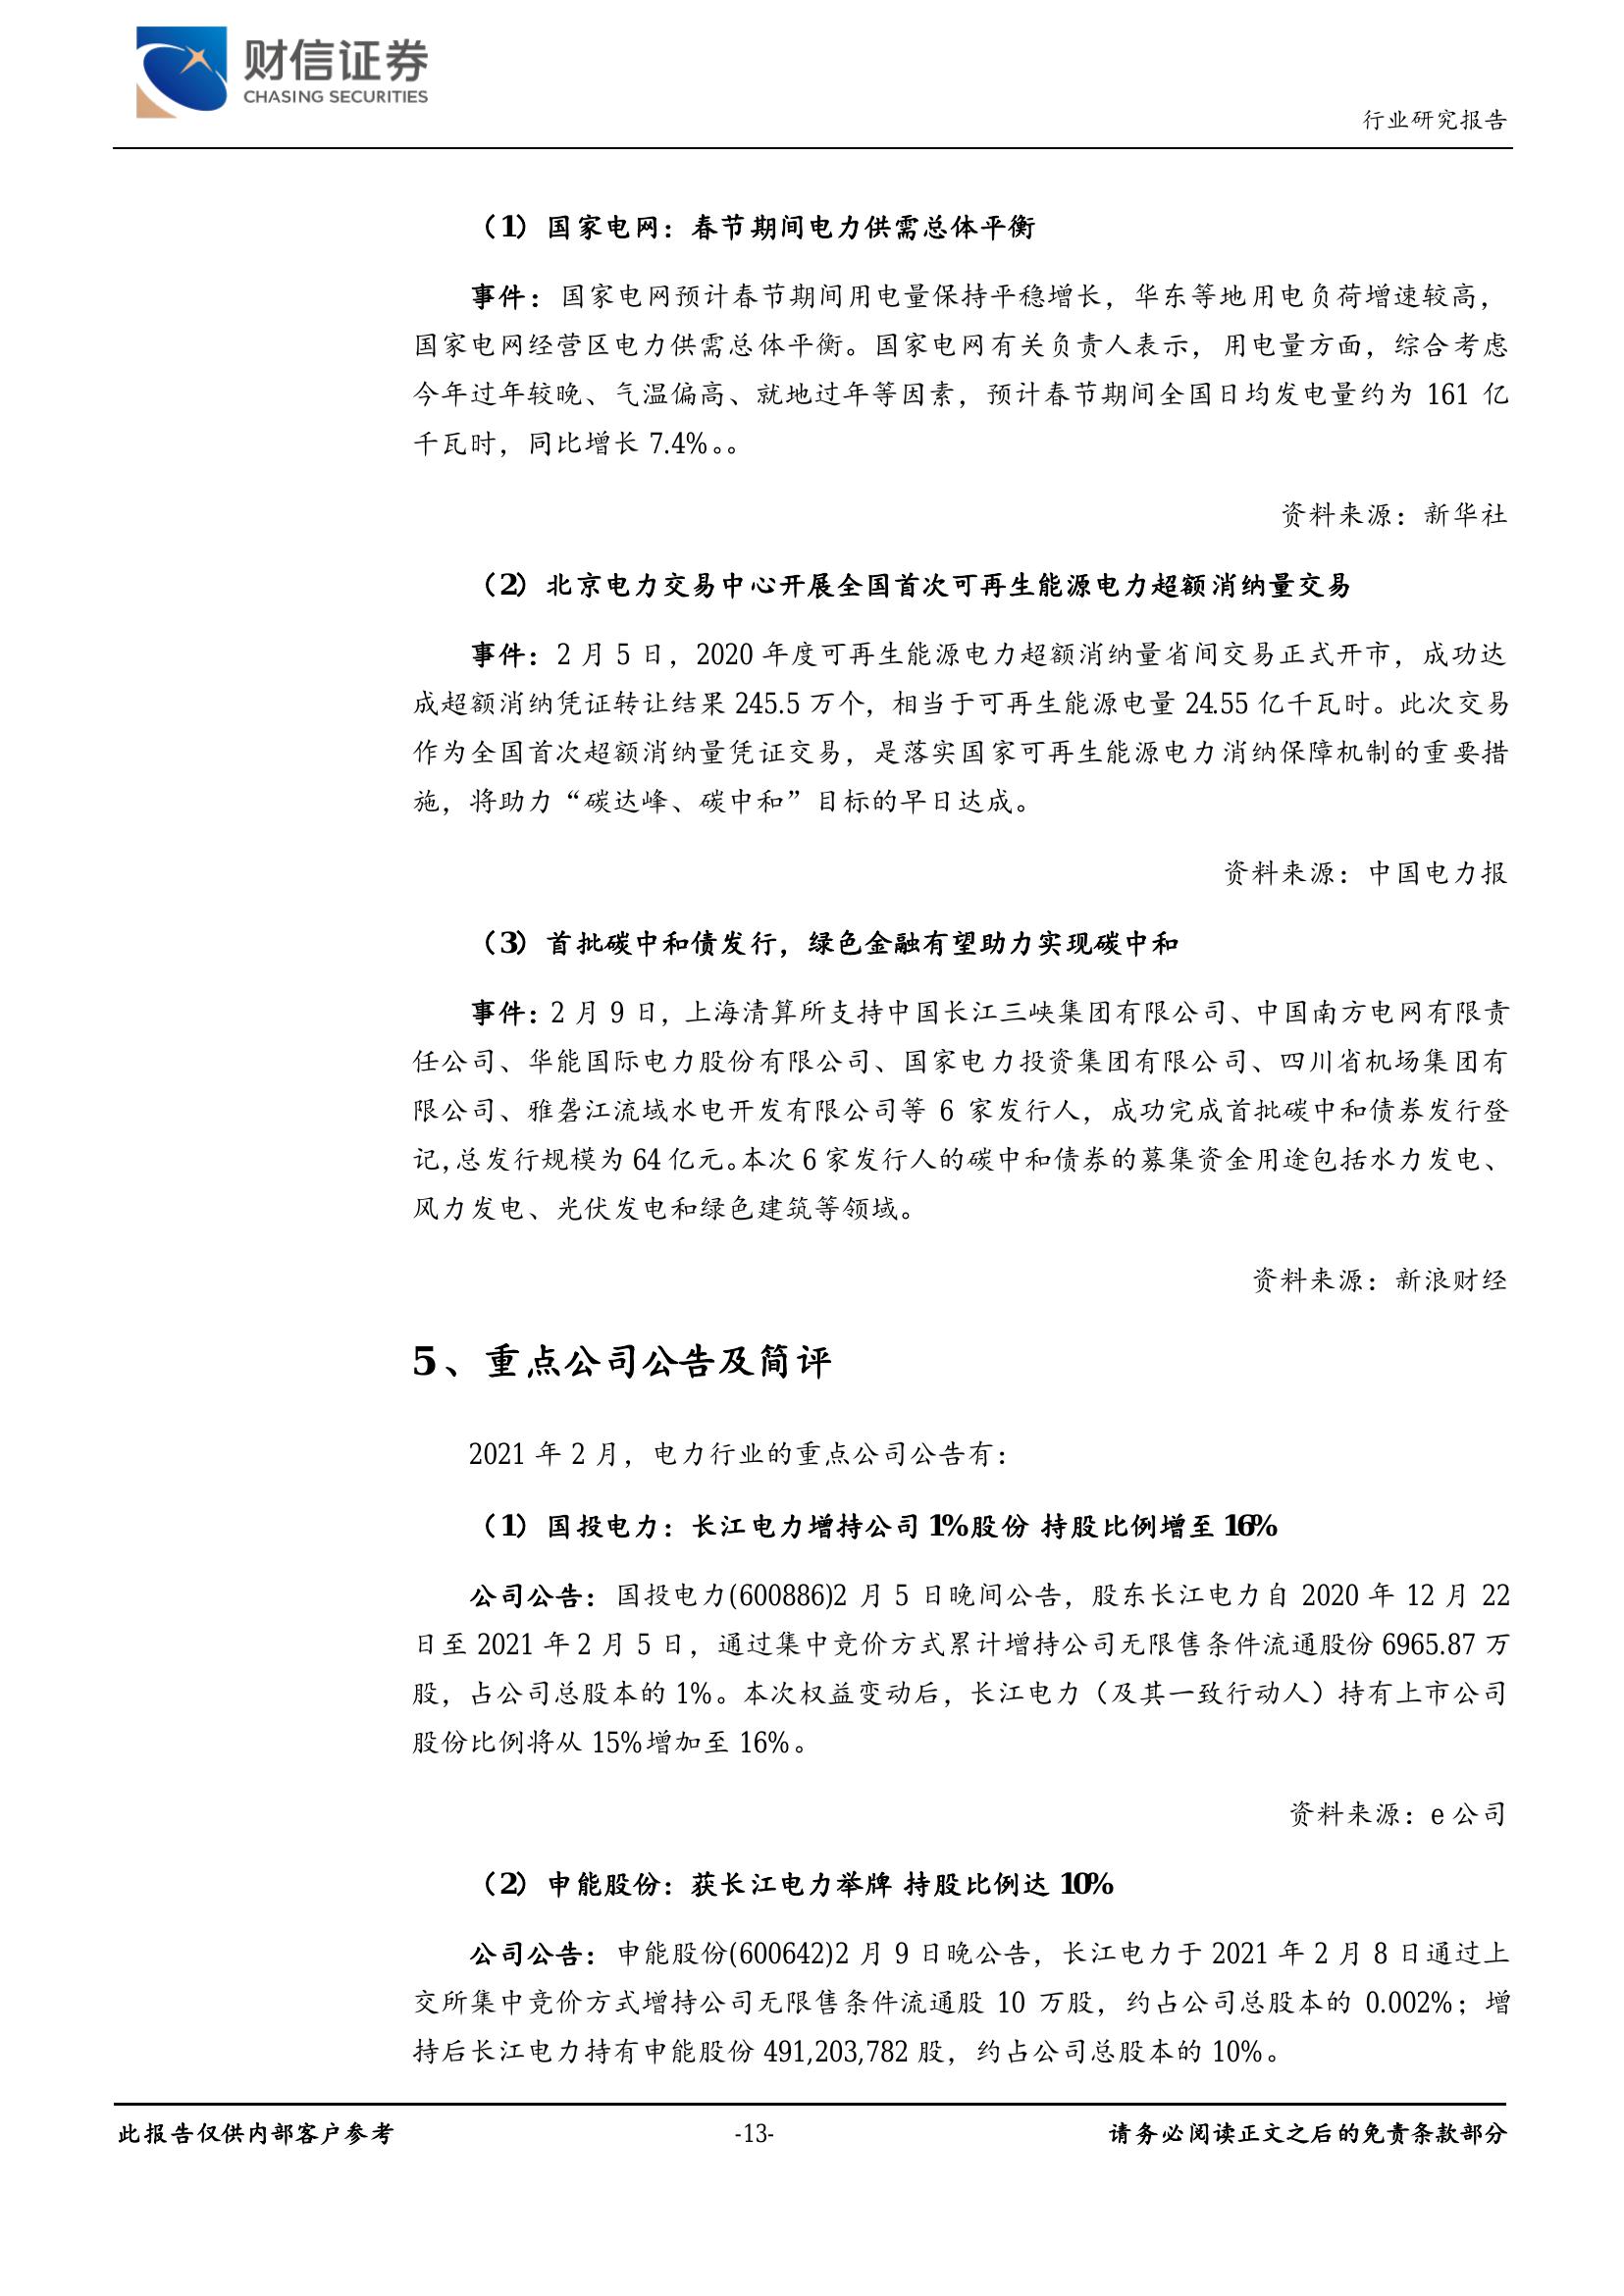 财信证券
CHASING SECURITIES
行业研究报告
（1）国家电网：春节期间电力供需总体平衡
事件：国家电网预计春节期间用电量保持平稳增长，华东等地用电负荷增速较高，
国家电网经营区电力供需总体平衡。国家电网有关负责人表示，用电量方面，综合考虑
今年过年较晚、气温偏高、就地过年等因素，预计春节期间全国日均发电量约为 161 亿
千瓦时，同比增长 7.4%。。
资料来源：新华社
（2）北京电力交易中心开展全国首次可再生能源电力超额消纳量交易
事件：2 月 5 日，2020 年度可再生能源电力超额消纳量省间交易正式开市，成功达
成超额消纳凭证转让结果 245.5 万个，相当于可再生能源电量 24.55 亿千瓦时。此次交易
作为全国首次超额消纳量凭证交易，是落实国家可再生能源电力消纳保障机制的重要措
施，将助力“碳达峰、碳中和”目标的早日达成。
资料来源：中国电力报
（3）首批碳中和债发行，绿色金融有望助力实现碳中和
事件：2 月 9 日，上海清算所支持中国长江三峡集团有限公司、中国南方电网有限责
任公司、华能国际电力股份有限公司、国家电力投资集团有限公司、四川省机场集团有
限公司、雅砻江流域水电开发有限公司等 6 家发行人，成功完成首批碳中和债券发行登
记，总发行规模为 64 亿元。本次 6 家发行人的碳中和债券的募集资金用途包括水力发电、
风力发电、光伏发电和绿色建筑等领域。
资料来源：新浪财经
5、重点公司公告及简评
2021 年 2 月，电力行业的重点公司公告有：
（1）国投电力：长江电力增持公司 1%股份 持股比例增至 16%
公司公告：国投电力(600886)2 月 5 日晚间公告，股东长江电力自 2020 年 12 月 22
日至 2021 年 2 月 5 日，通过集中竞价方式累计增持公司无限售条件流通股份 6965.87 万
股，占公司总股本的 1%。本次权益变动后，长江电力（及其一致行动人）持有上市公司
股份比例将从 15%增加至 16%。
资料来源：e 公司
（2）申能股份：获长江电力举牌 持股比例达 10%
公司公告：申能股份(600642)2 月 9 日晚公告，长江电力于 2021 年 2 月 8 日通过上
交所集中竞价方式增持公司无限售条件流通股 10 万股，约占公司总股本的 0.002%；增
持后长江电力持有申能股份 491,203,782 股，约占公司总股本的 10%。
此报告仅供内部客户参考
-13-
请务必阅读正文之后的免责条款部分